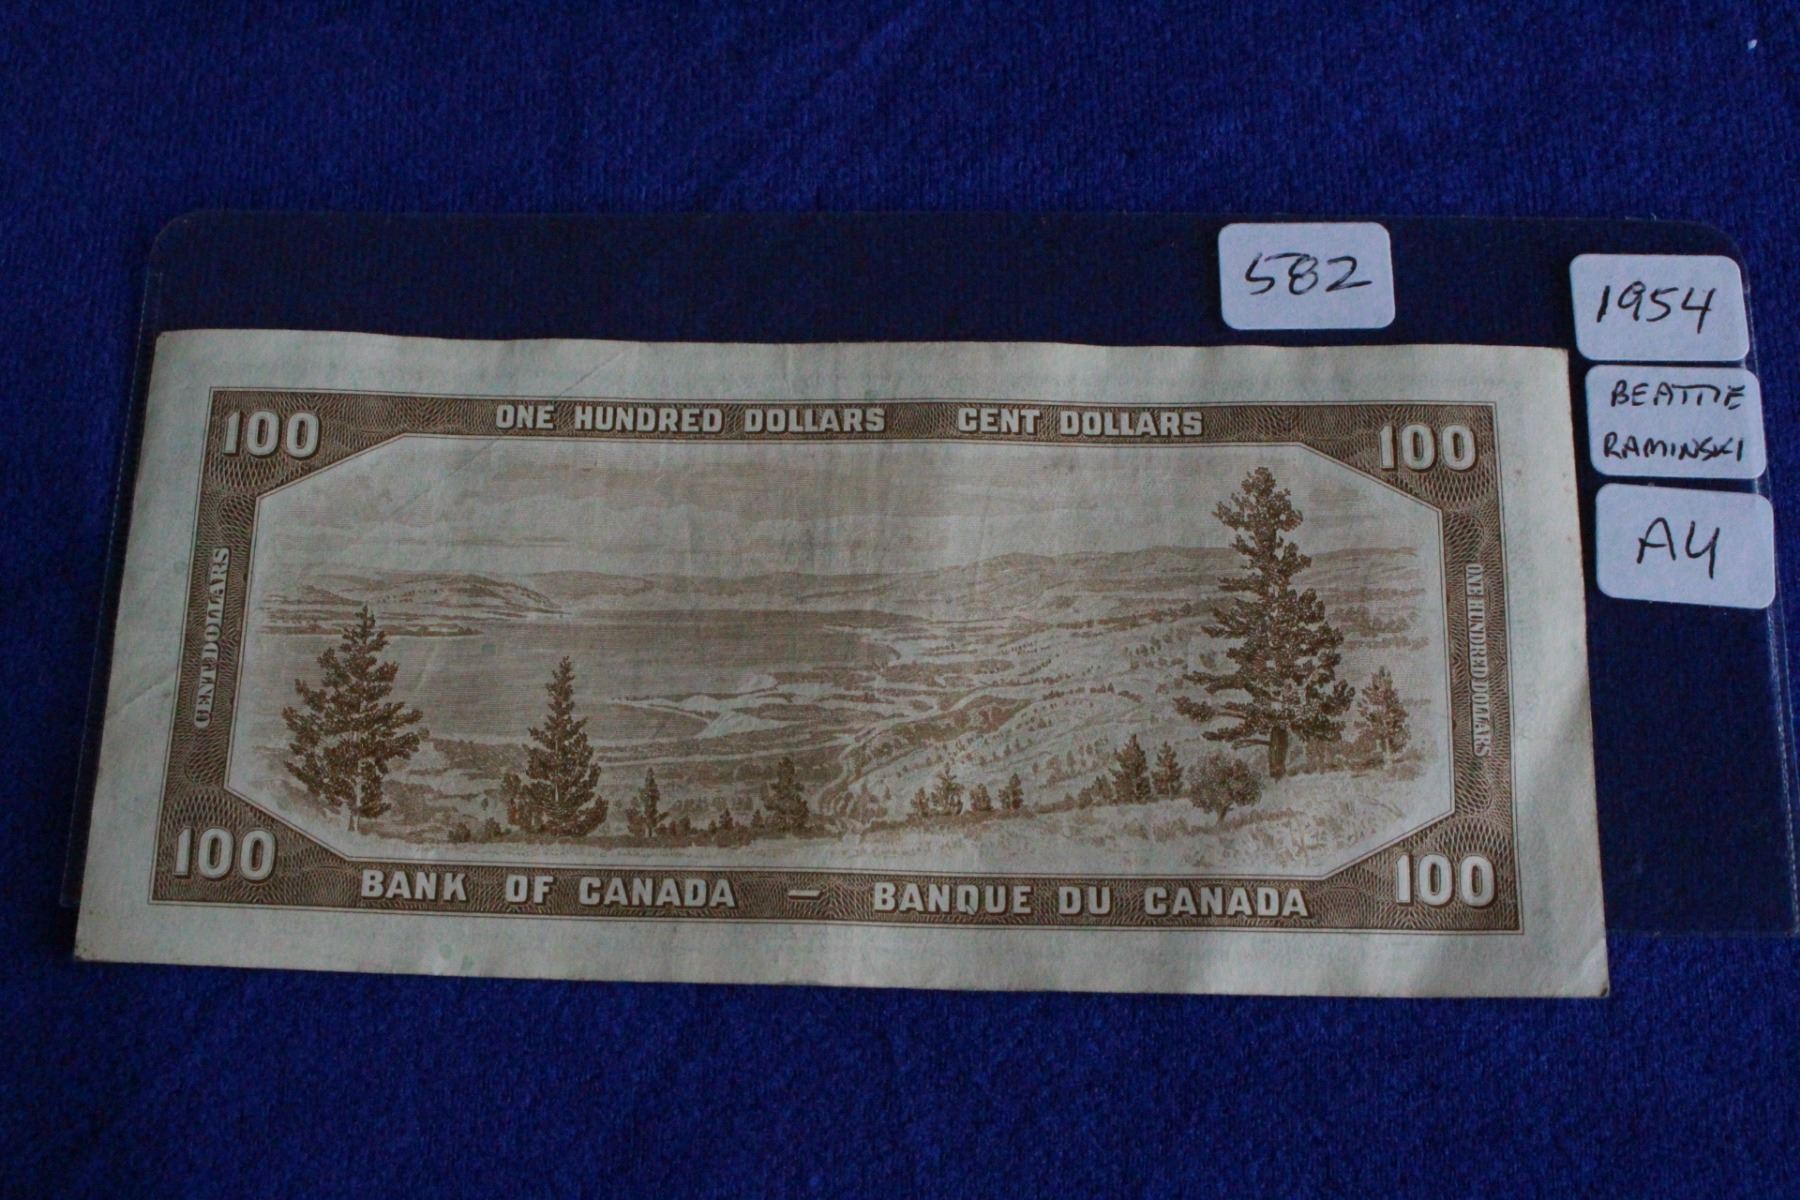 582
1954
BEATTIE
RAMINSKI
AU
100 ONE HUNDRED DOLLARS CENT DOLLARS 100
CENT DOLLARS
ONE HUNDRED DOLLARS
100 BANK OF CANADA — BANQUE DU CANADA 100